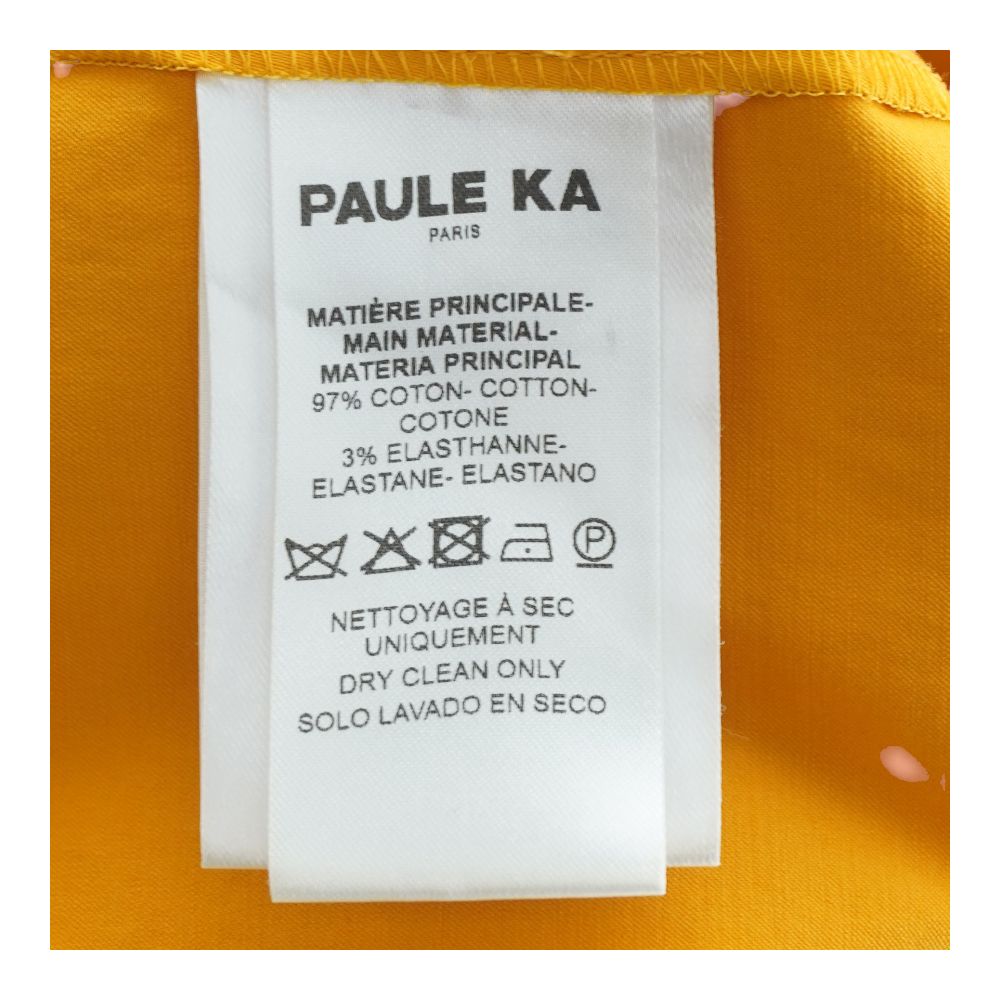 PAULE KA
PARIS
MATIÈRE PRINCIPALE-
MAIN MATERIAL-
MATERIA PRINCIPAL
97% COTON- COTTON-
COTONE
3% ELASTHANNE-
ELASTANE- ELASTANO
P
NETTOYAGE À SEC
UNIQUEMENT
DRY CLEAN ONLY
SOLO LAVADO EN SECO